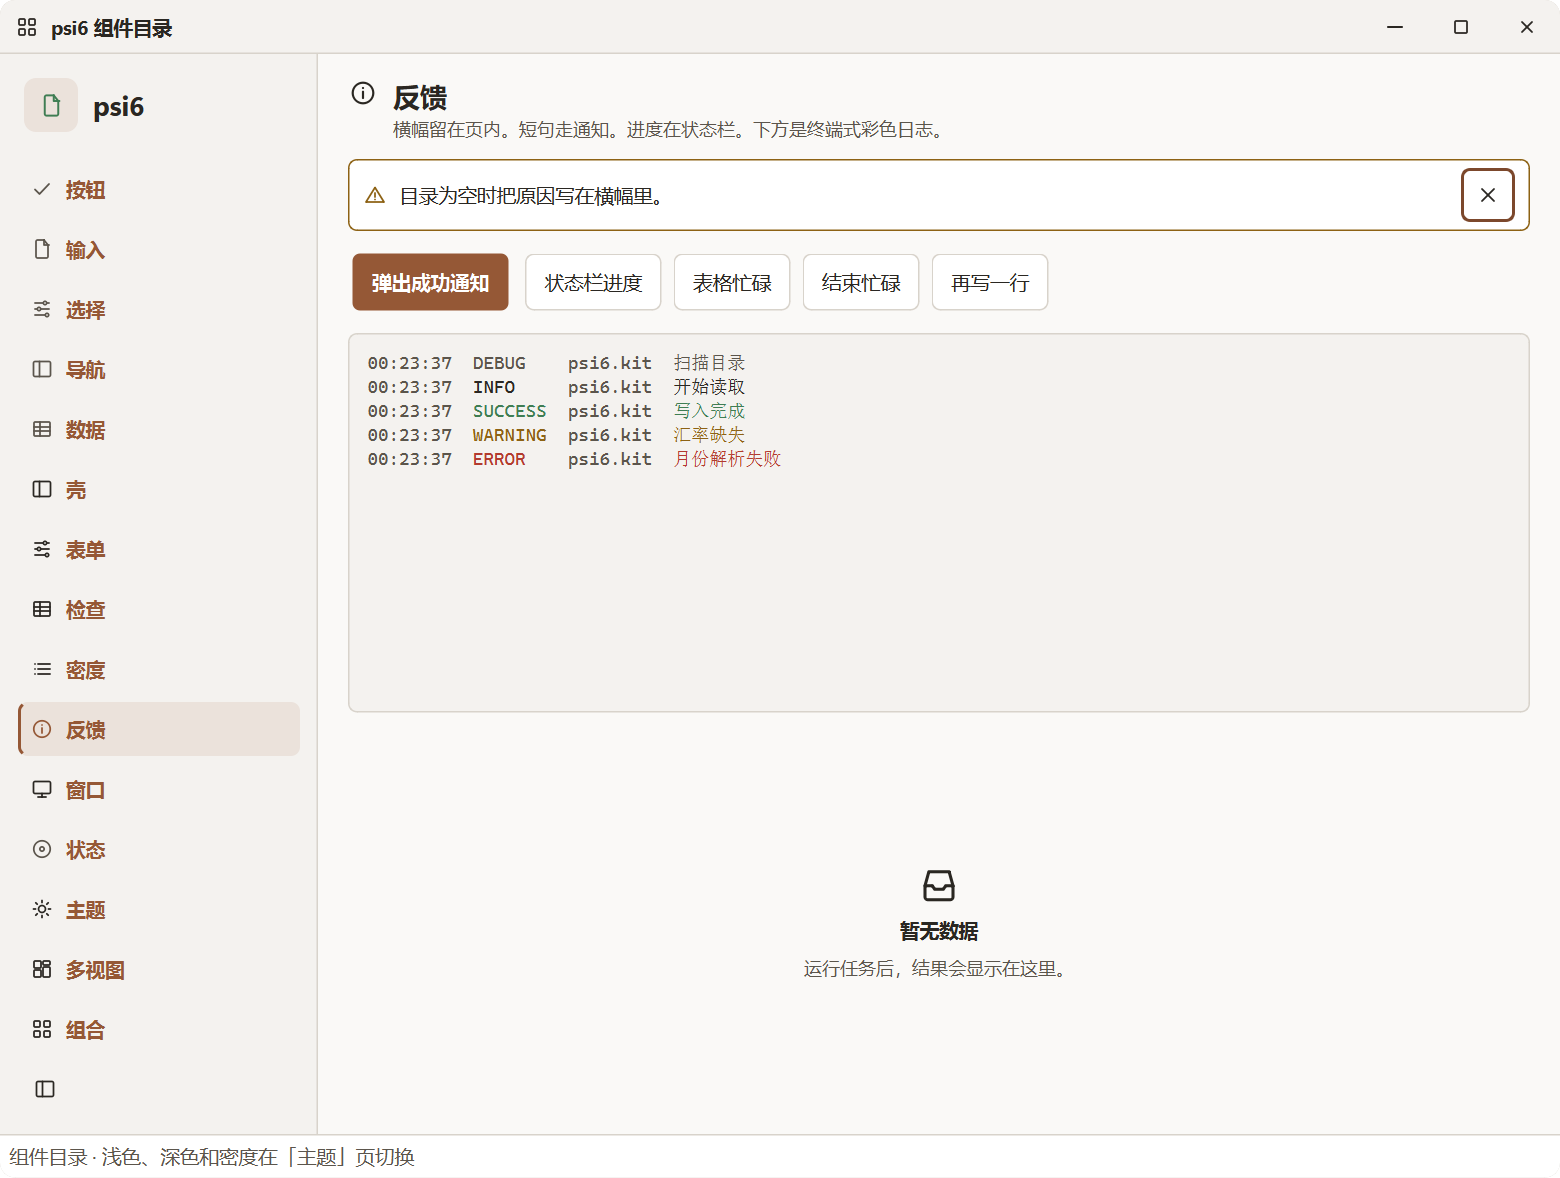 psi6 组件目录
psi6
按钮
输入
选择
导航
数据
壳
表单
检查
密度
反馈
窗口
状态
主题
多视图
组合
反馈
横幅留在页内。短句走通知。进度在状态栏。下方是终端式彩色日志。
目录为空时把原因写在横幅里。
弹出成功通知 状态栏进度 表格忙碌 结束忙碌 再写一行
00:23:37 DEBUG psi6.kit 扫描目录
00:23:37 INFO psi6.kit 开始读取
00:23:37 SUCCESS psi6.kit 写入完成
00:23:37 WARNING psi6.kit 汇率缺失
00:23:37 ERROR psi6.kit 月份解析失败
暂无数据
运行任务后，结果会显示在这里。
组件目录 · 浅色、深色和密度在「主题」页切换